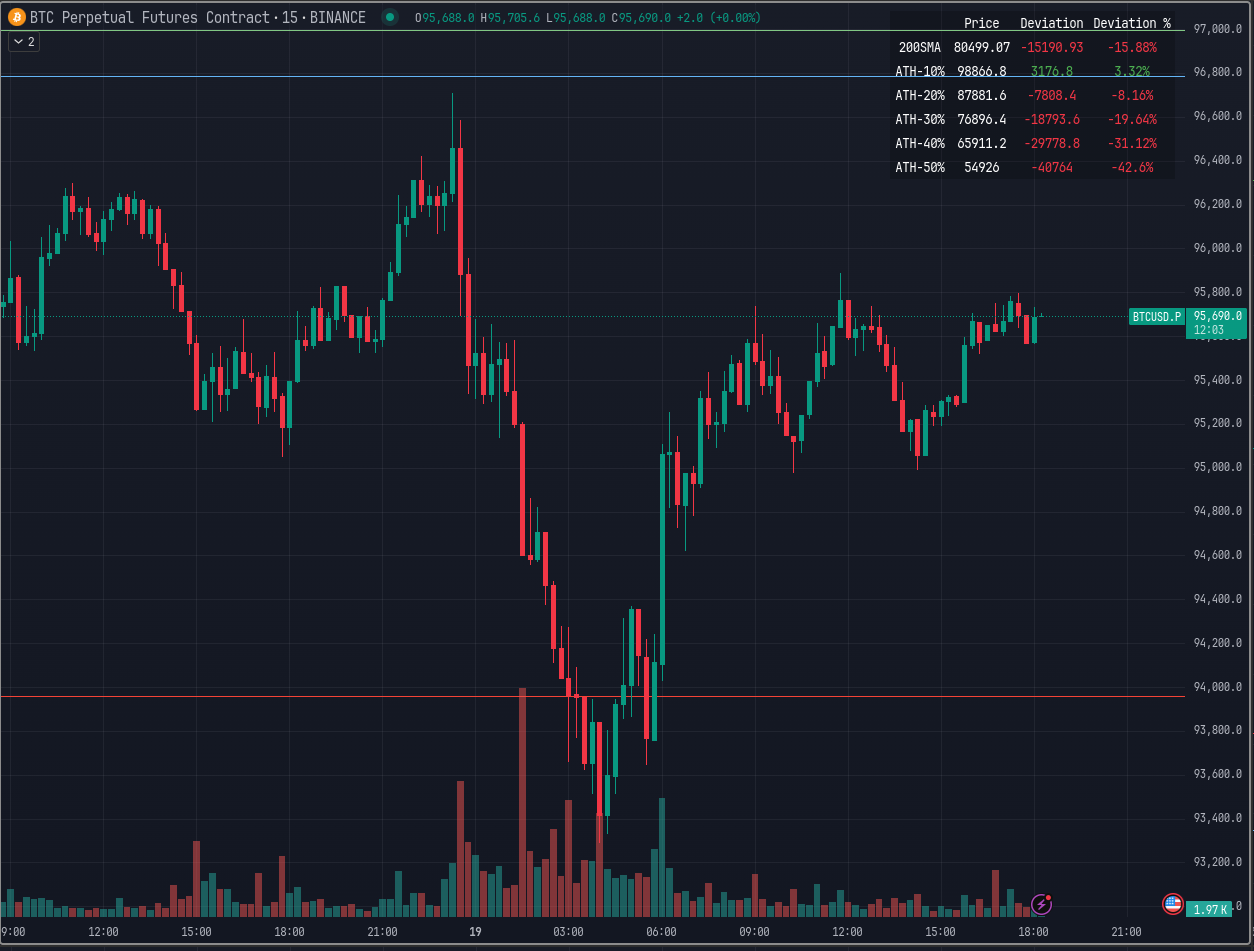 BTC Perpetual Futures Contract · 15 · BINANCE O95,688.0 H95,705.6 L95,688.0 C95,690.0 +2.0 (+0.00%)
2
Price Deviation Deviation %
200SMA 80499.07 -15190.93 -15.88%
ATH-10% 98866.8 3176.8 3.32%
ATH-20% 87881.6 -7808.4 -8.16%
ATH-30% 76896.4 -18793.6 -19.64%
ATH-40% 65911.2 -29778.8 -31.12%
ATH-50% 54926 -40764 -42.6%
97,000.0
96,800.0
96,600.0
96,400.0
96,200.0
96,000.0
95,800.0
BTCUSD.P 95,690.0
12:03
95,400.0
95,200.0
95,000.0
94,800.0
94,600.0
94,400.0
94,200.0
94,000.0
93,800.0
93,600.0
93,400.0
93,200.0
1.97 K
9:00 12:00 15:00 18:00 21:00 19 03:00 06:00 09:00 12:00 15:00 18:00 21:00